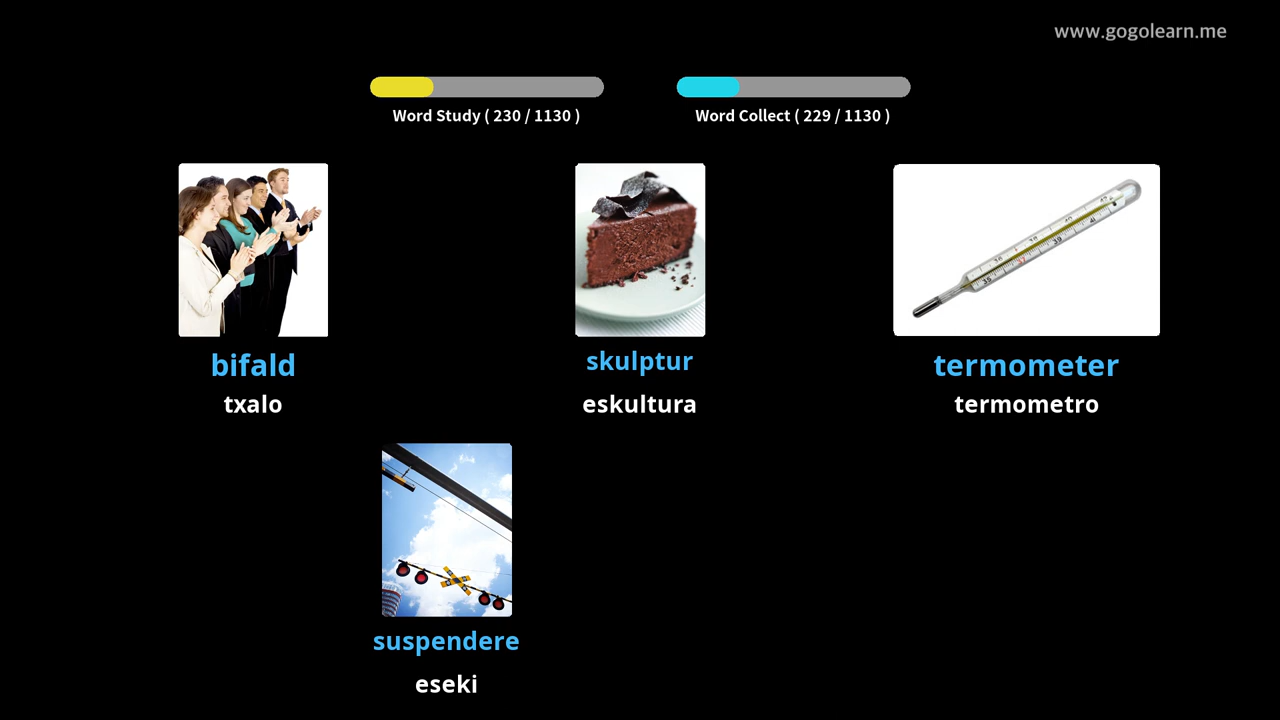 www.gogolearn.me
Word Study ( 230 / 1130 )
Word Collect ( 229 / 1130 )
bifald
txalo
skulptur
eskultura
termometer
termometro
suspendere
eseki